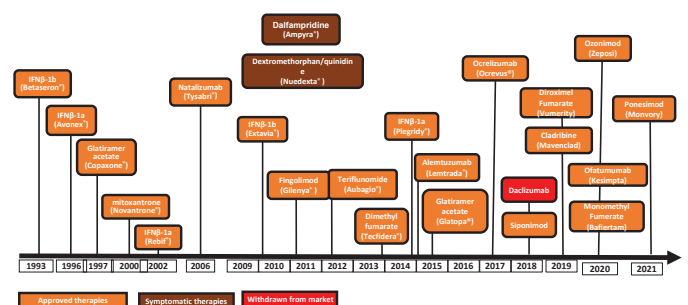 Dalfampridine
(Ampyra®)
Dextromethorphan/quinidin
e
(Nuedexta®)
IFNβ-1b
(Betaseron®)
IFNβ-1a
(Avonex®)
Glatiramer
acetate
(Copaxone®)
mitoxantrone
(Novantrone®)
IFNβ-1a
(Rebif®)
Natalizumab
(Tysabri®)
IFNβ-1b
(Extavia®)
Fingolimod
(Gilenya®)
Teriflunomide
(Aubagio®)
Dimethyl
fumarate
(Tecfidera®)
IFNβ-1a
(Plegridy®)
Alemtuzumab
(Lemtrada®)
Glatiramer
acetate
(Glatopa®)
Ocrelizumab
(Ocrevus®)
Daclizumab
Siponimod
Diroximel
Fumarate
(Vumerity)
Cladribine
(Mavenclad)
Ozonimod
(Zeposi)
Ofatumumab
(Kesimpta)
Monomethyl
Fumerate
(Bafiertam)
Ponesimod
(Monvory)
1993 1996 1997 2000 2002 2006 2009 2010 2011 2012 2013 2014 2015 2016 2017 2018 2019 2020 2021
Approved therapies Symptomatic therapies Withdrawn from market